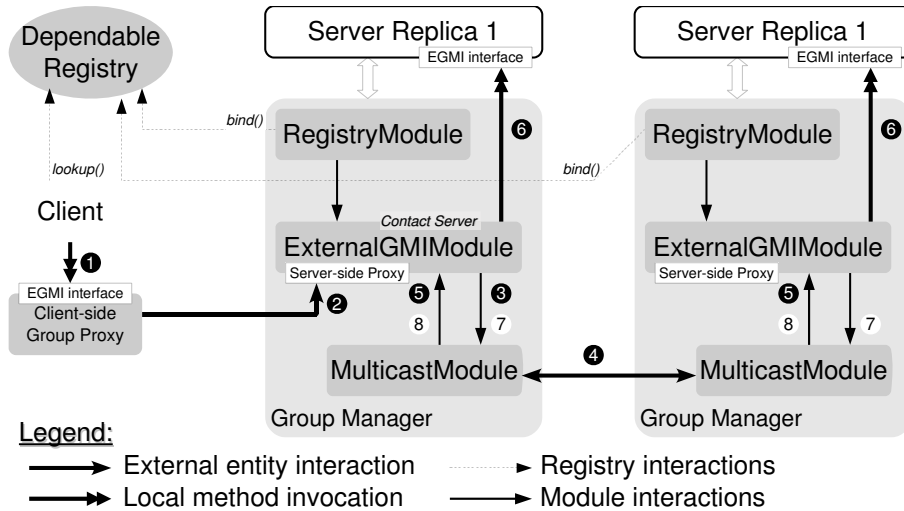 Dependable
Registry
Server Replica 1
EGMI interface
Server Replica 1
EGMI interface
bind()
RegistryModule
6
RegistryModule
6
lookup()
bind()
Client
Contact Server
ExternalGMIModule
Server-side Proxy
ExternalGMIModule
Server-side Proxy
1
EGMI interface
Client-side
Group Proxy
2
5
3
8
7
5
8
7
4
MulticastModule
MulticastModule
Group Manager
Group Manager
Legend:
External entity interaction
Registry interactions
Local method invocation
Module interactions